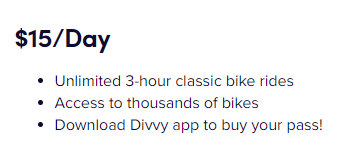 $15/Day
Unlimited 3-hour classic bike rides
Access to thousands of bikes
Download Divvy app to buy your pass!